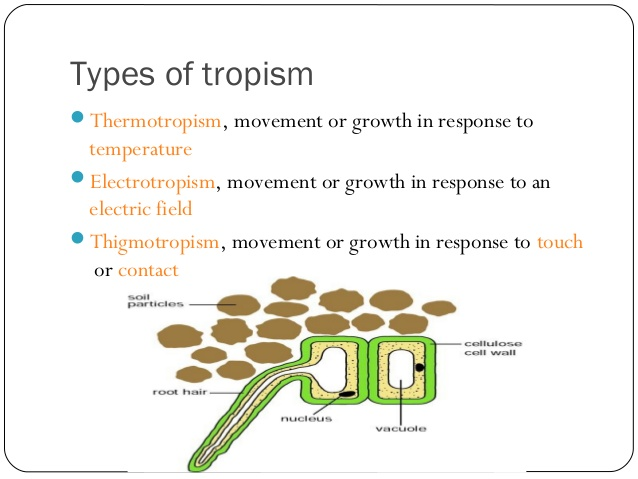 Types of tropism
Thermotropism, movement or growth in response to
temperature
Electrotropism, movement or growth in response to an
electric field
Thigmotropism, movement or growth in response to touch
or contact
soil
particles
cellulose
cell wall
root hair
nucleus
vacuole